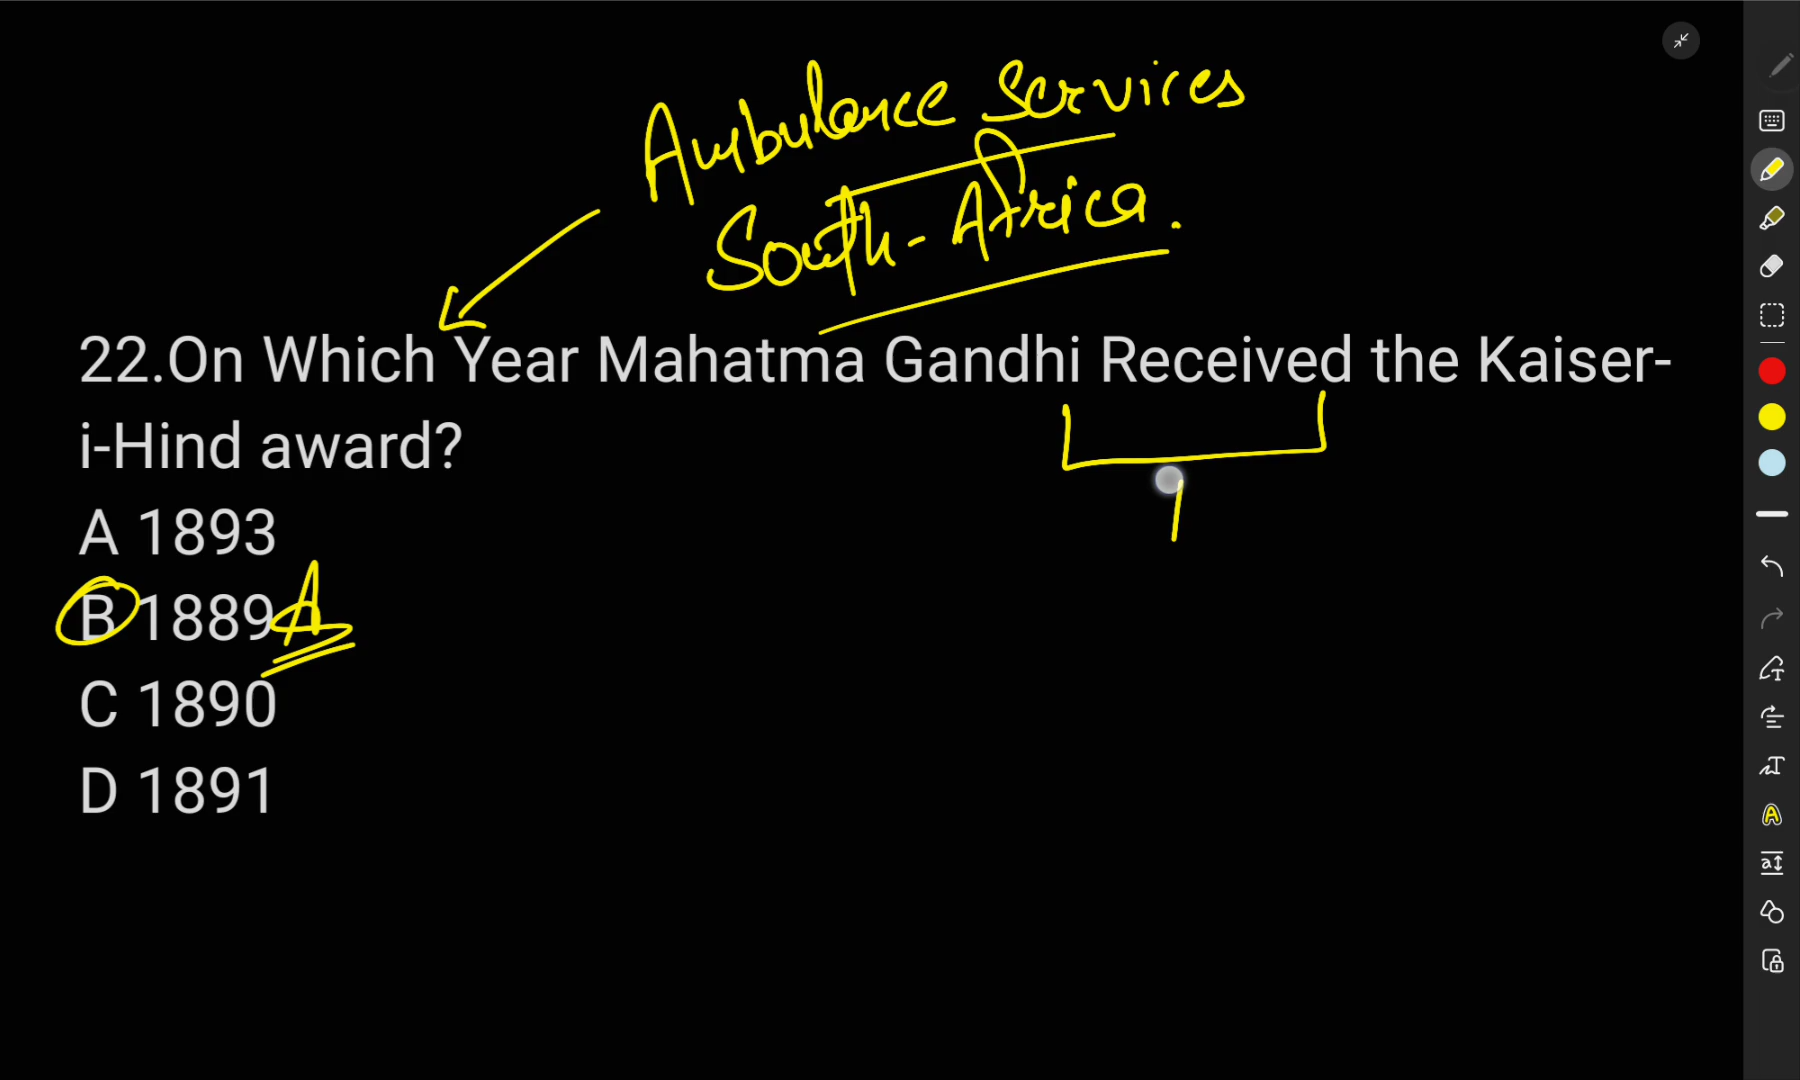 Ambulance Services
South-Africa.
22.On Which Year Mahatma Gandhi Received the Kaiser-
i-Hind award?
A 1893
B 1889 A
C 1890
D 1891